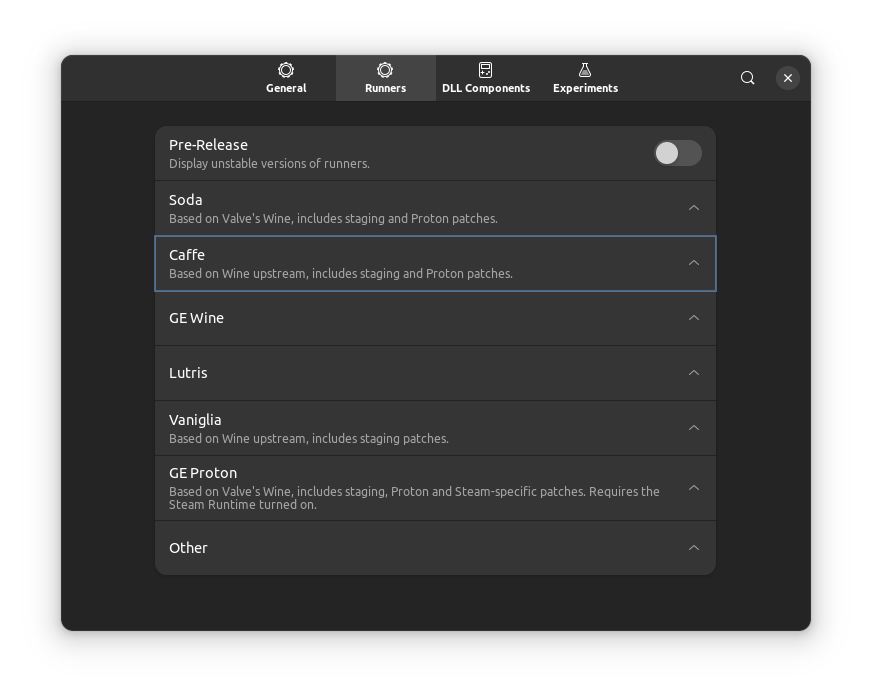 General
Runners
DLL Components
Experiments
Pre-Release
Display unstable versions of runners.
Soda
Based on Valve's Wine, includes staging and Proton patches.
Caffe
Based on Wine upstream, includes staging and Proton patches.
GE Wine
Lutris
Vaniglia
Based on Wine upstream, includes staging patches.
GE Proton
Based on Valve's Wine, includes staging, Proton and Steam-specific patches. Requires the
Steam Runtime turned on.
Other